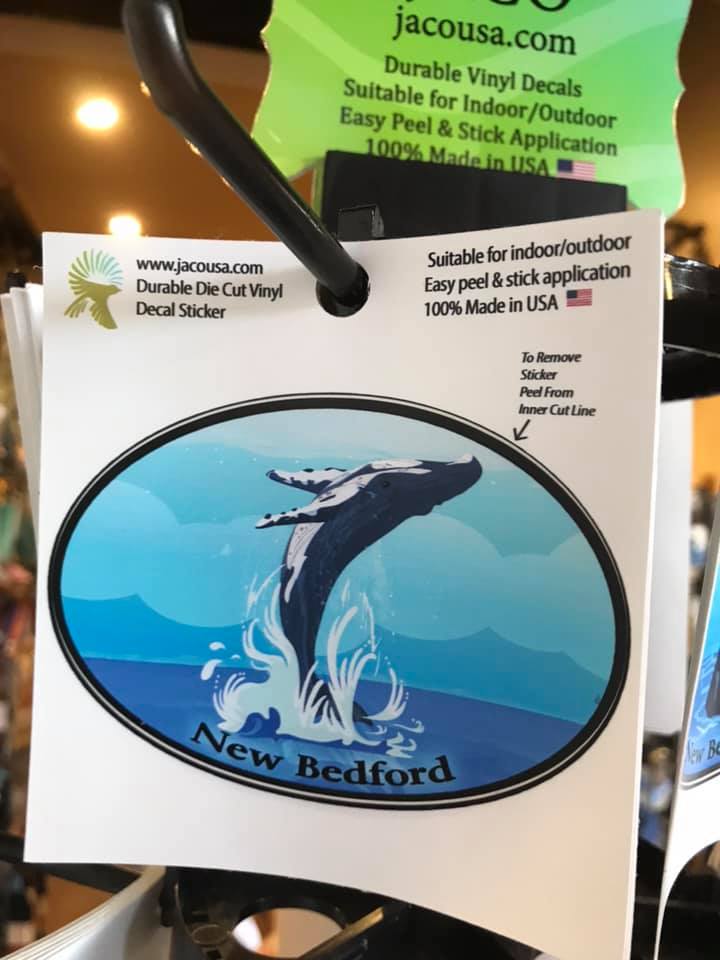 jacousa.com
Durable Vinyl Decals
Suitable for Indoor/Outdoor
Easy Peel & Stick Application
100% Made in USA
www.jacousa.com
Durable Die Cut Vinyl
Decal Sticker
Suitable for indoor/outdoor
Easy peel & stick application
100% Made in USA
To Remove
Sticker
Peel From
Inner Cut Line
New Bedford
New